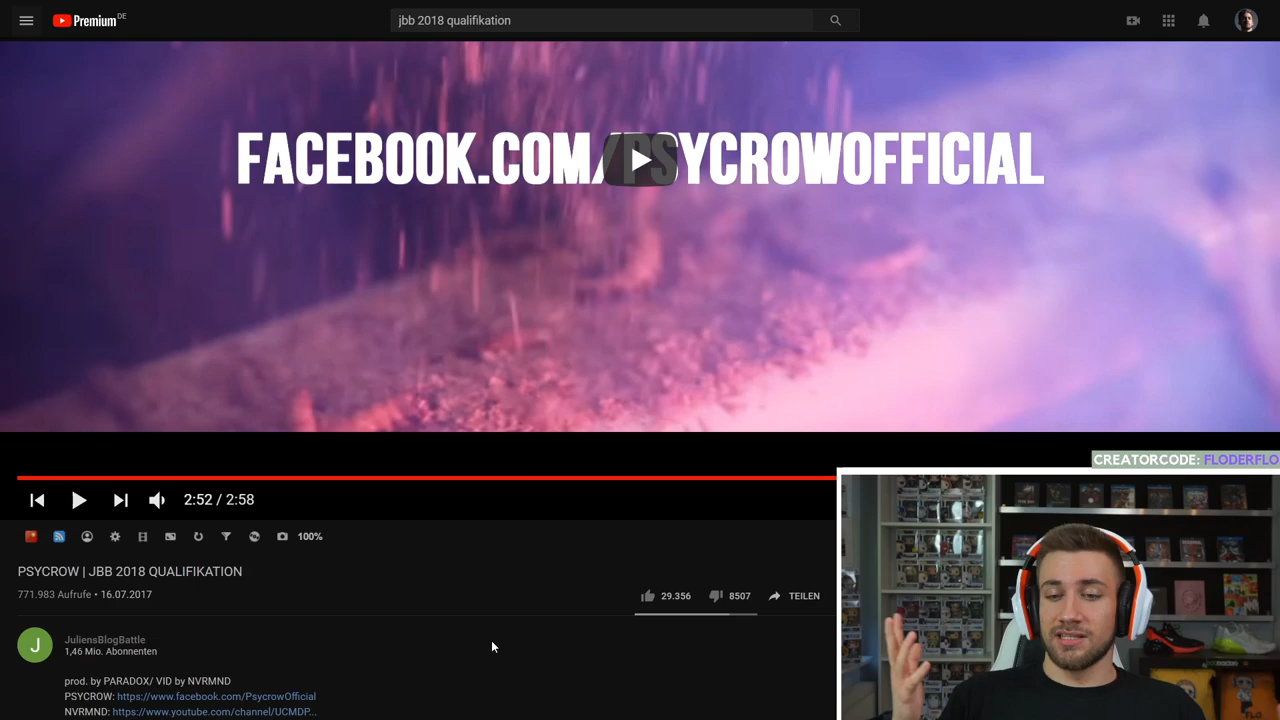 Premium DE
jbb 2018 qualifikation
FACEBOOK.COM/PSYCROWOFFICIAL
CREATORCODE: FLODERFLO
2:52 / 2:58
100%
PSYCROW | JBB 2018 QUALIFIKATION
771.983 Aufrufe • 16.07.2017
29.356
8507
TEILEN
J
JuliensBlogBattle
1,46 Mio. Abonnenten
prod. by PARADOX/ VID by NVRMND
PSYCROW: https://www.facebook.com/PsycrowOfficial
NVRMND: https://www.youtube.com/channel/UCMDP...